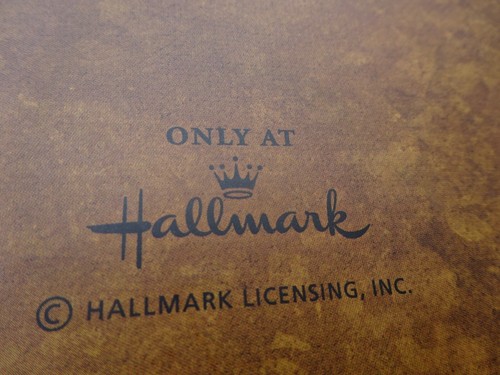 ONLY AT
Hallmark
© HALLMARK LICENSING, INC.